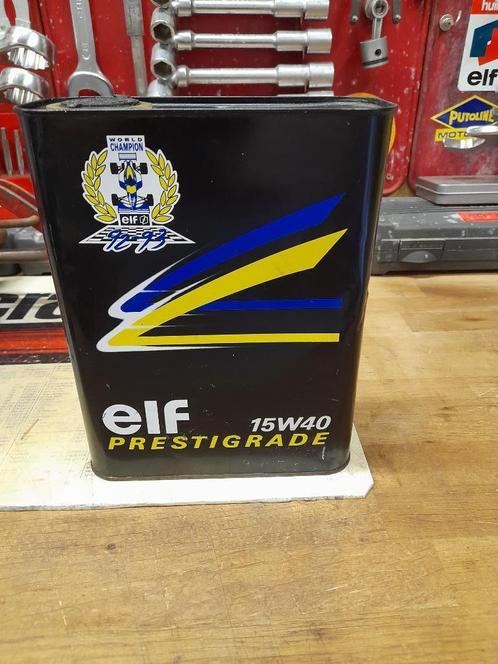 WORLD
CHAMPION
elf
92-93
elf
15W40
PRESTIGRADE
elf
PUTOLINE